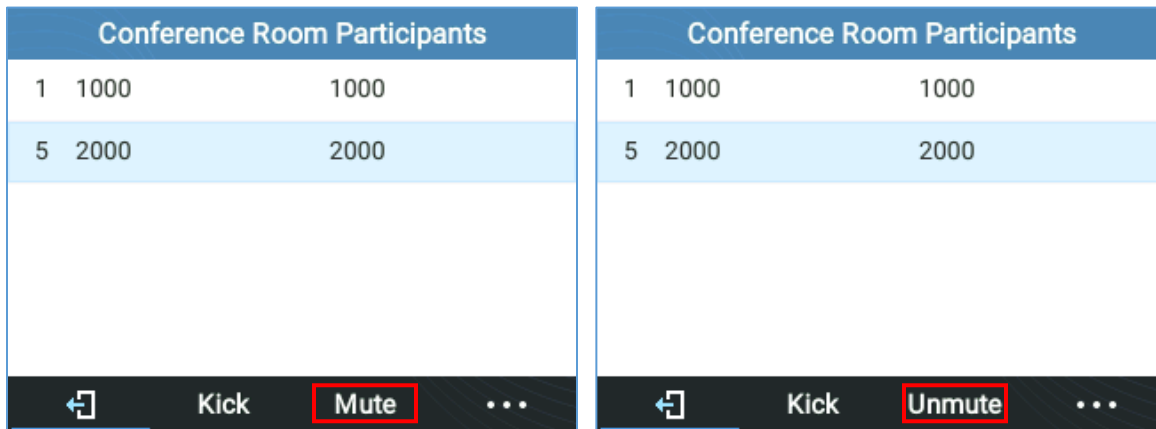 Conference Room Participants
1 1000 1000
5 2000 2000
Kick Mute ...
Conference Room Participants
1 1000 1000
5 2000 2000
Kick Unmute ...